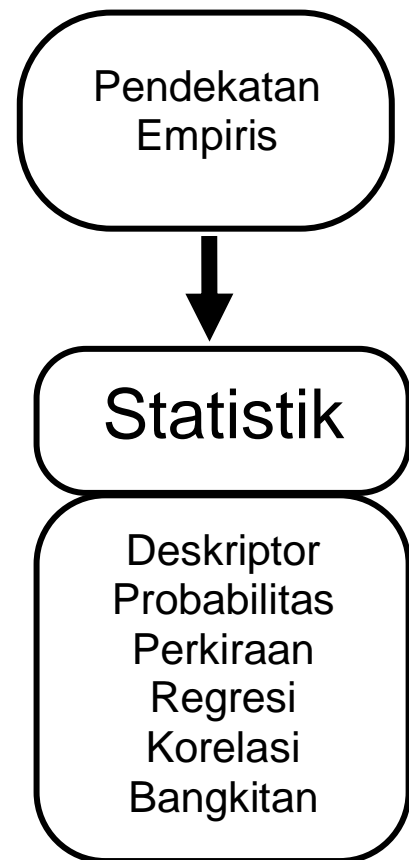 Pendekatan
Empiris
Statistik
Deskriptor
Probabilitas
Perkiraan
Regresi
Korelasi
Bangkitan